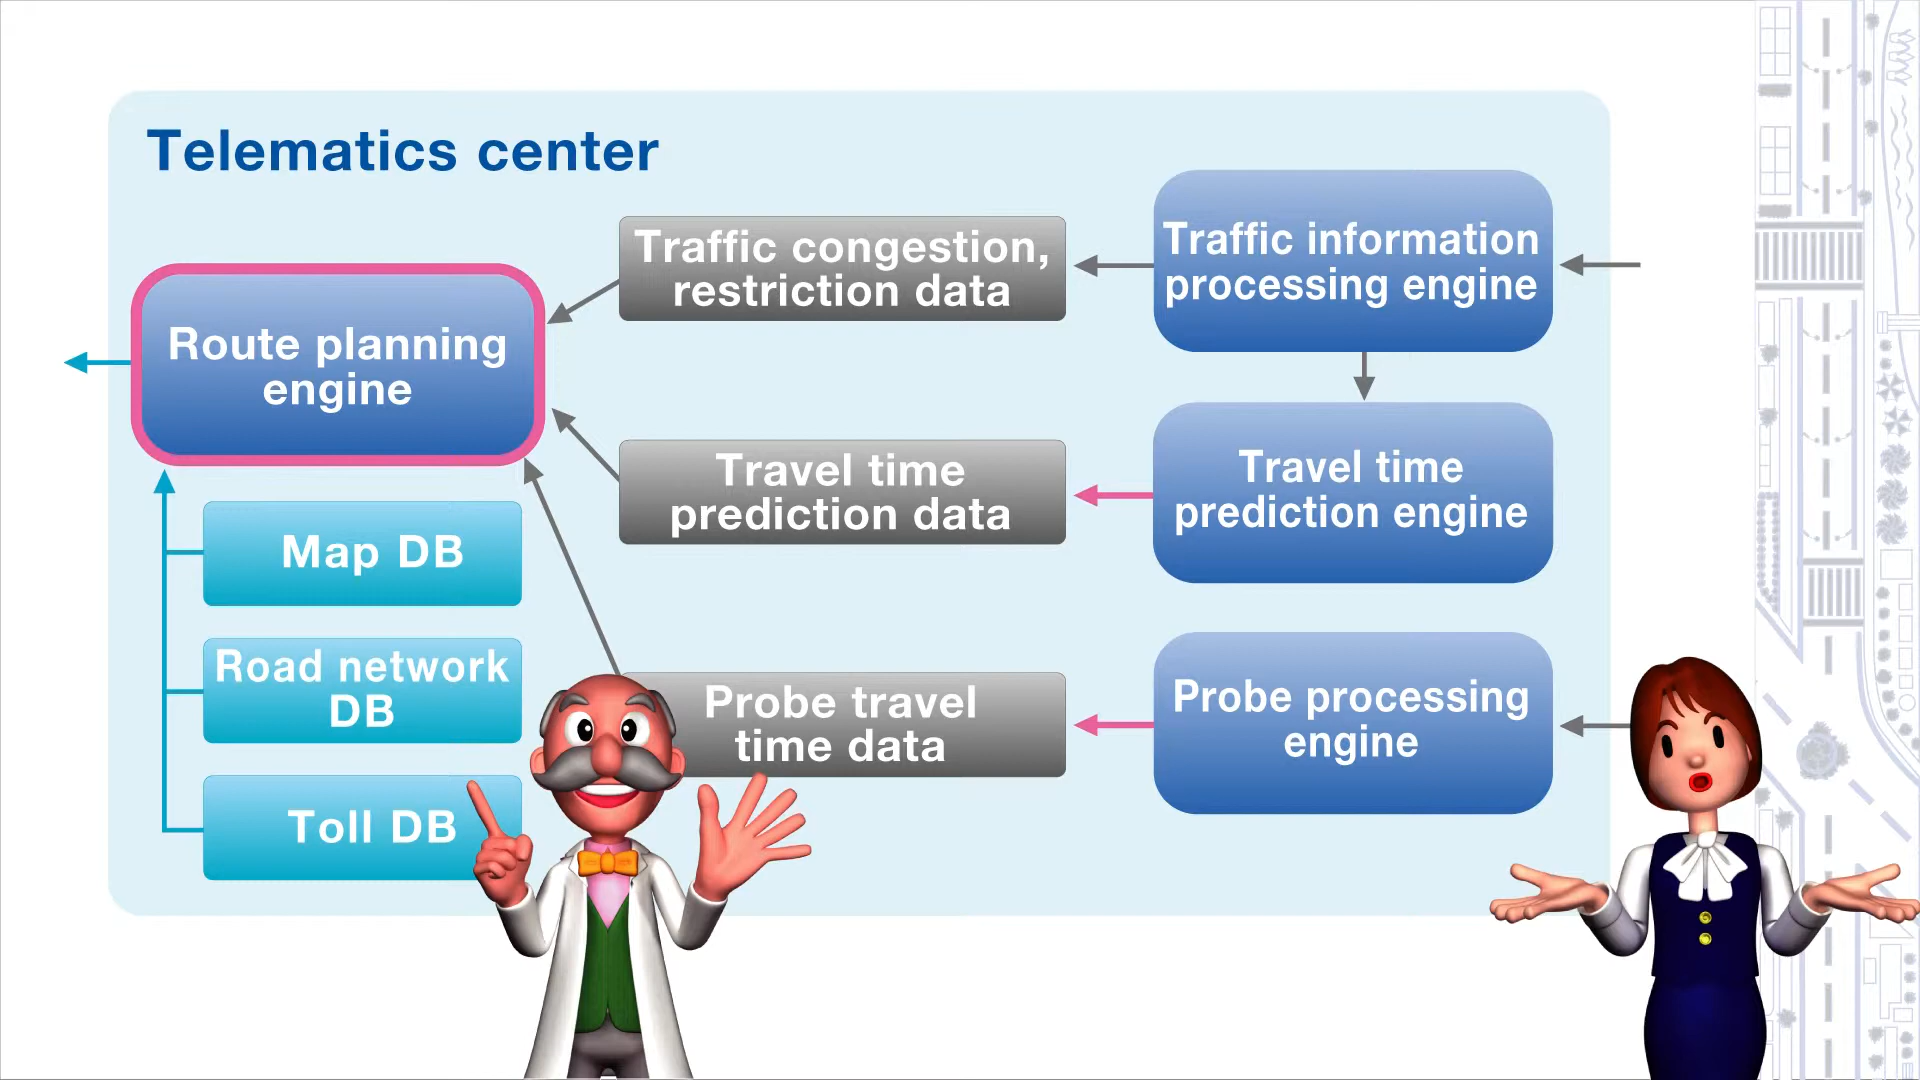 Telematics center
Traffic congestion,
restriction data
Traffic information
processing engine
Route planning
engine
Travel time
prediction data
Travel time
prediction engine
Map DB
Road network
DB
Probe travel
time data
Probe processing
engine
Toll DB